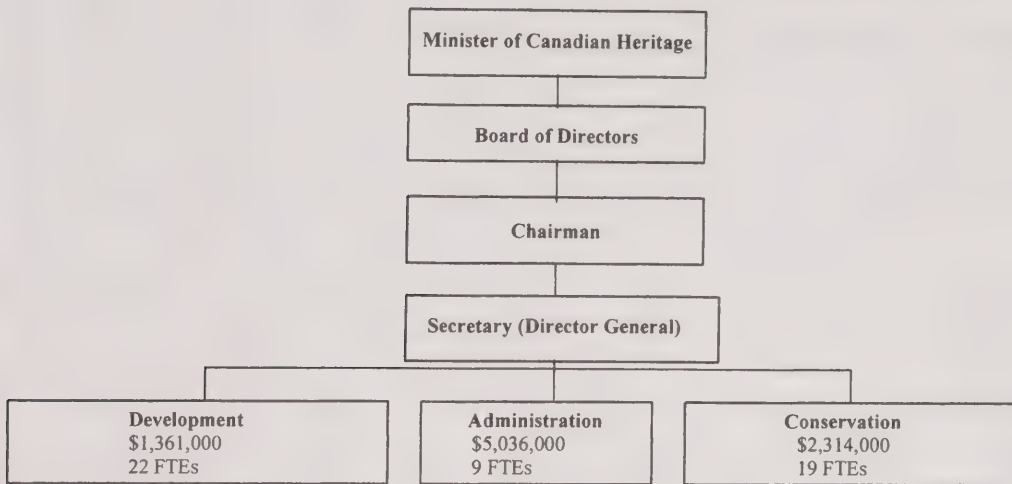 Minister of Canadian Heritage
Board of Directors
Chairman
Secretary (Director General)
Development
$1,361,000
22 FTEs
Administration
$5,036,000
9 FTEs
Conservation
$2,314,000
19 FTEs